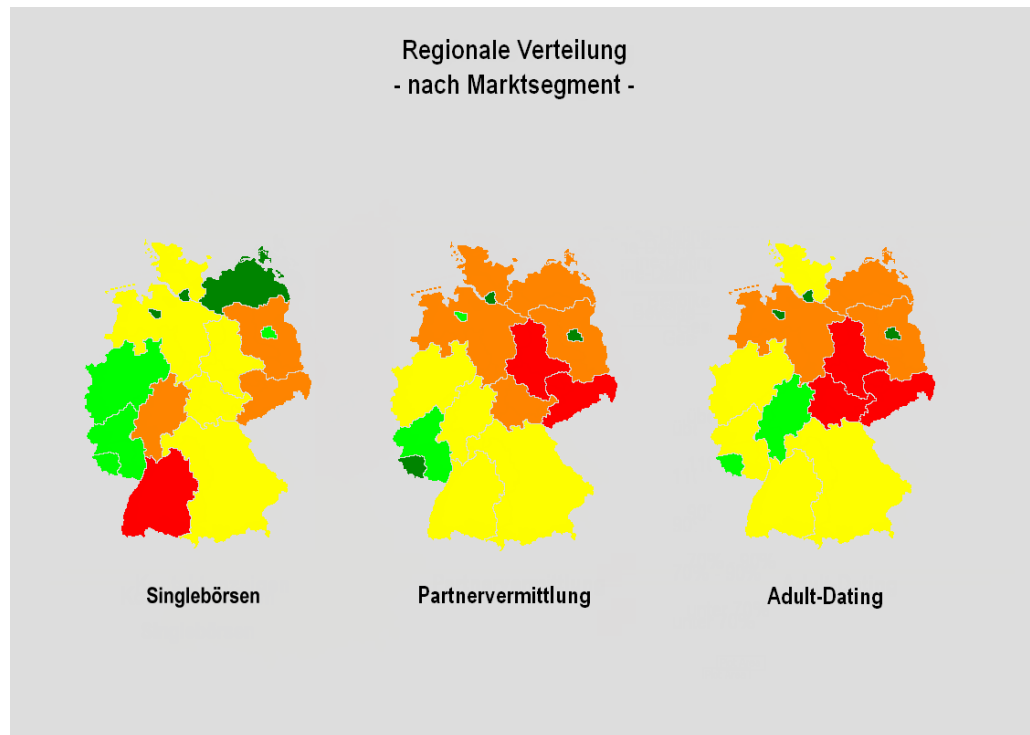 Regionale Verteilung
- nach Marktsegment -
Singlebörsen
Partnervermittlung
Adult-Dating